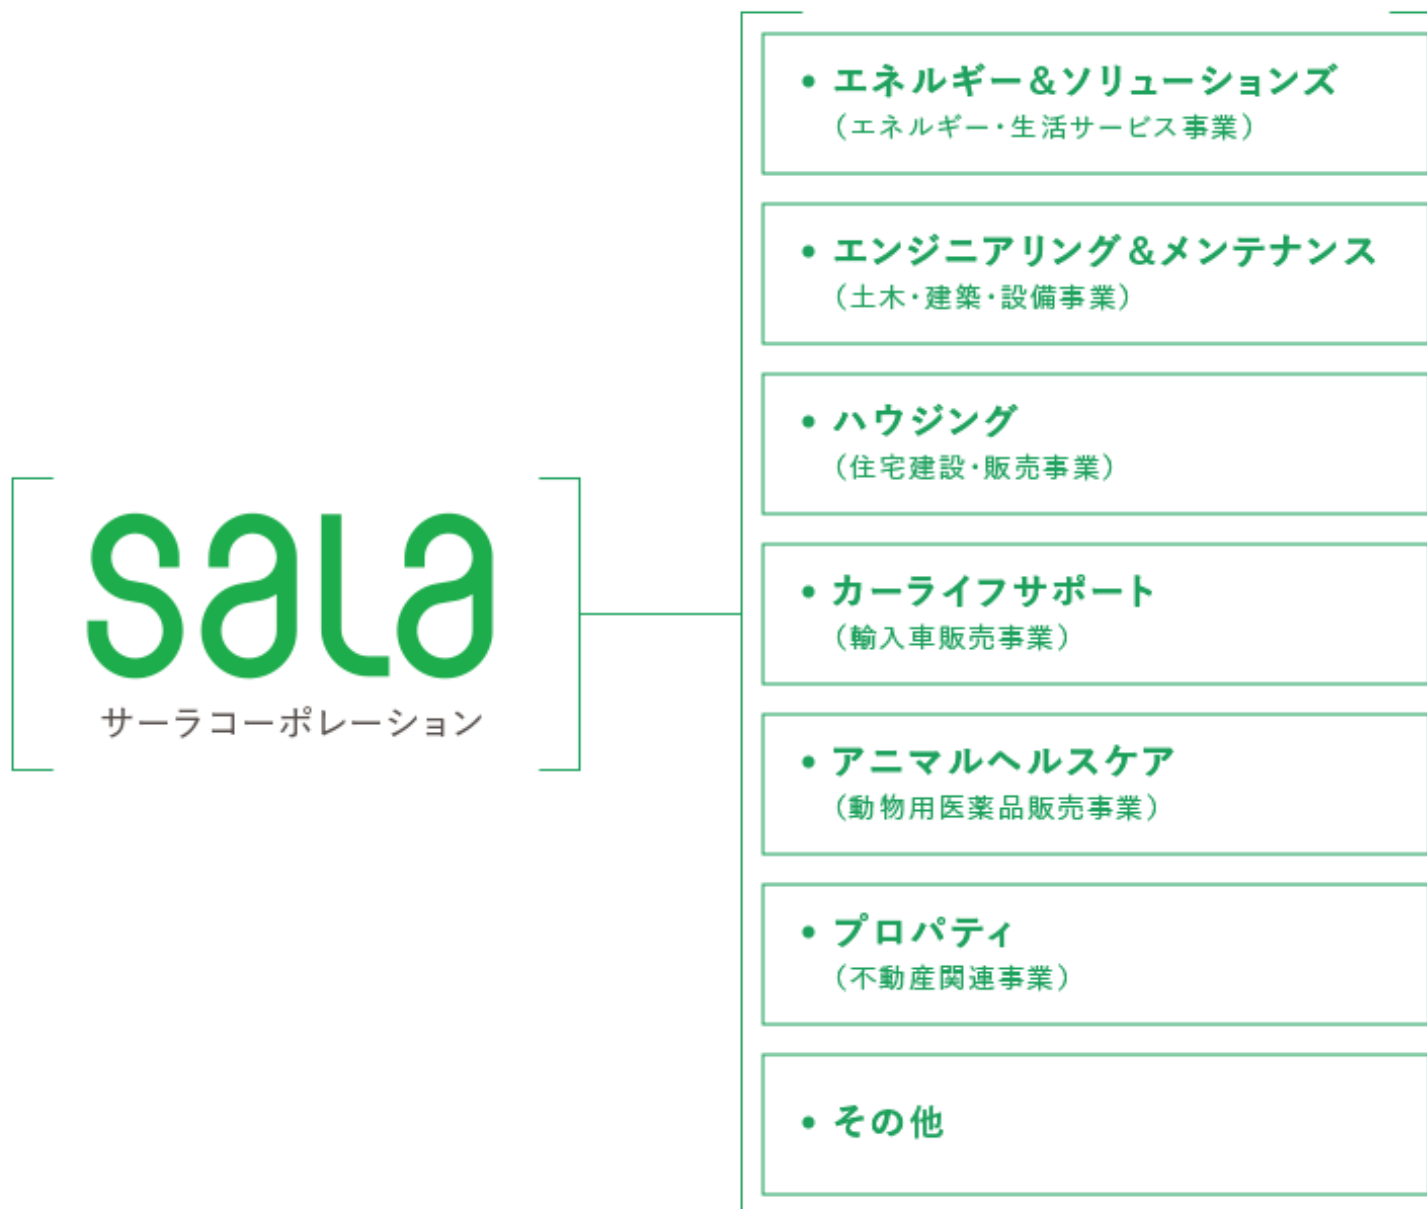 sala
サーラコーポレーション
• エネルギー&ソリューションズ
（エネルギー・生活サービス事業）
• エンジニアリング&メンテナンス
（土木・建築・設備事業）
• ハウジング
（住宅建設・販売事業）
• カーライフサポート
（輸入車販売事業）
• アニマルヘルスケア
（動物用医薬品販売事業）
• プロパティ
（不動産関連事業）
• その他